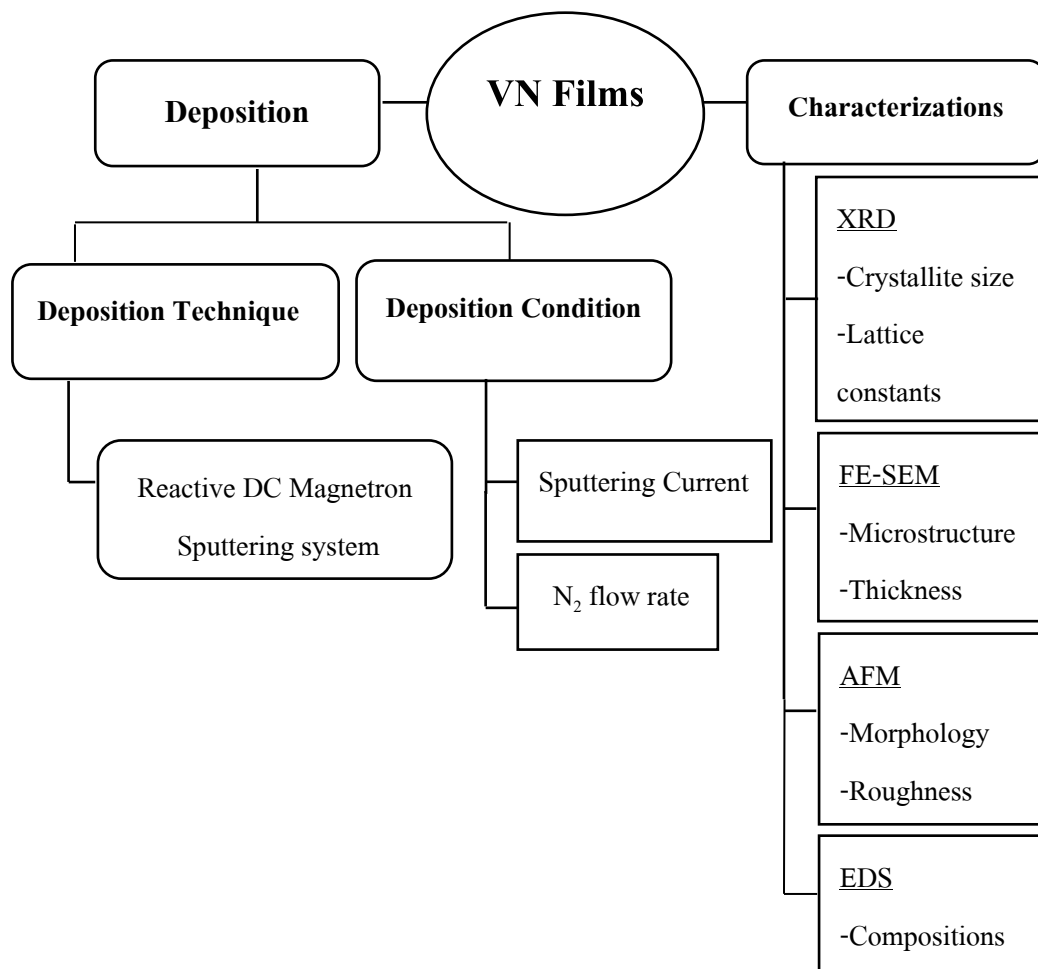 VN Films
Deposition
Characterizations
Deposition Technique
Deposition Condition
Reactive DC Magnetron
Sputtering system
Sputtering Current
N₂ flow rate
XRD
-Crystallite size
-Lattice
constants
FE-SEM
-Microstructure
-Thickness
AFM
-Morphology
-Roughness
EDS
-Compositions